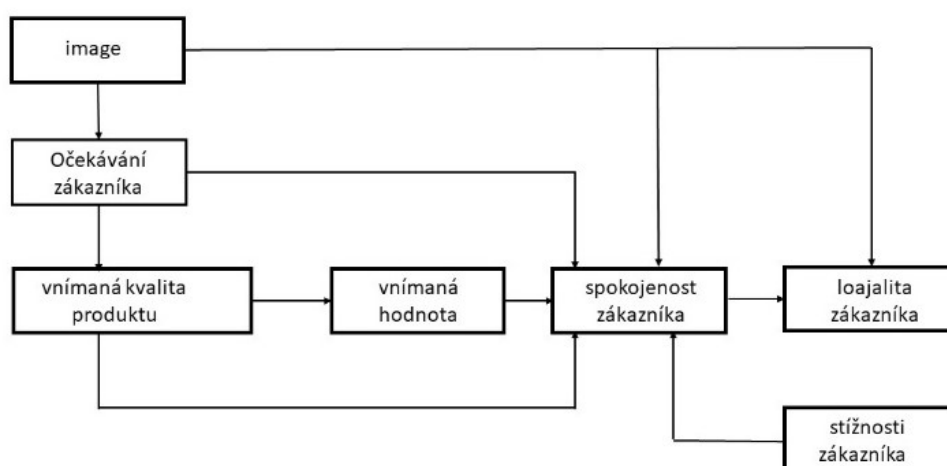 image
Očekávání
zákazníka
vnímaná kvalita
produktu
vnímaná
hodnota
spokojenost
zákazníka
loajalita
zákazníka
stížnosti
zákazníka